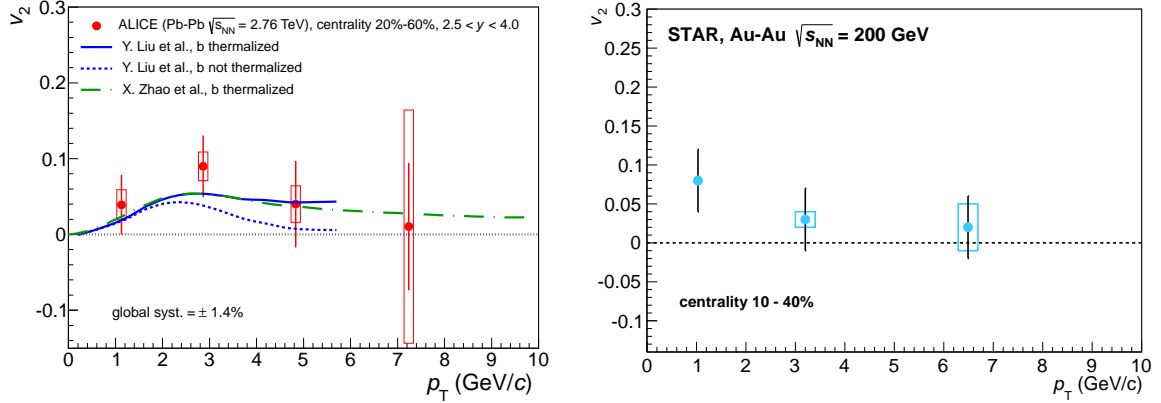 v₂
0.3
0.2
0.1
0
-0.1
ALICE (Pb-Pb √s_NN = 2.76 TeV), centrality 20%-60%, 2.5 < y < 4.0
Y. Liu et al., b thermalized
Y. Liu et al., b not thermalized
X. Zhao et al., b thermalized
global syst. = ± 1.4%
0 1 2 3 4 5 6 7 8 9 10
p_T (GeV/c)
v₂
0.3
0.25
0.2
0.15
0.1
0.05
0
-0.05
-0.1
STAR, Au-Au √s_NN = 200 GeV
centrality 10 - 40%
0 1 2 3 4 5 6 7 8 9 10
p_T (GeV/c)